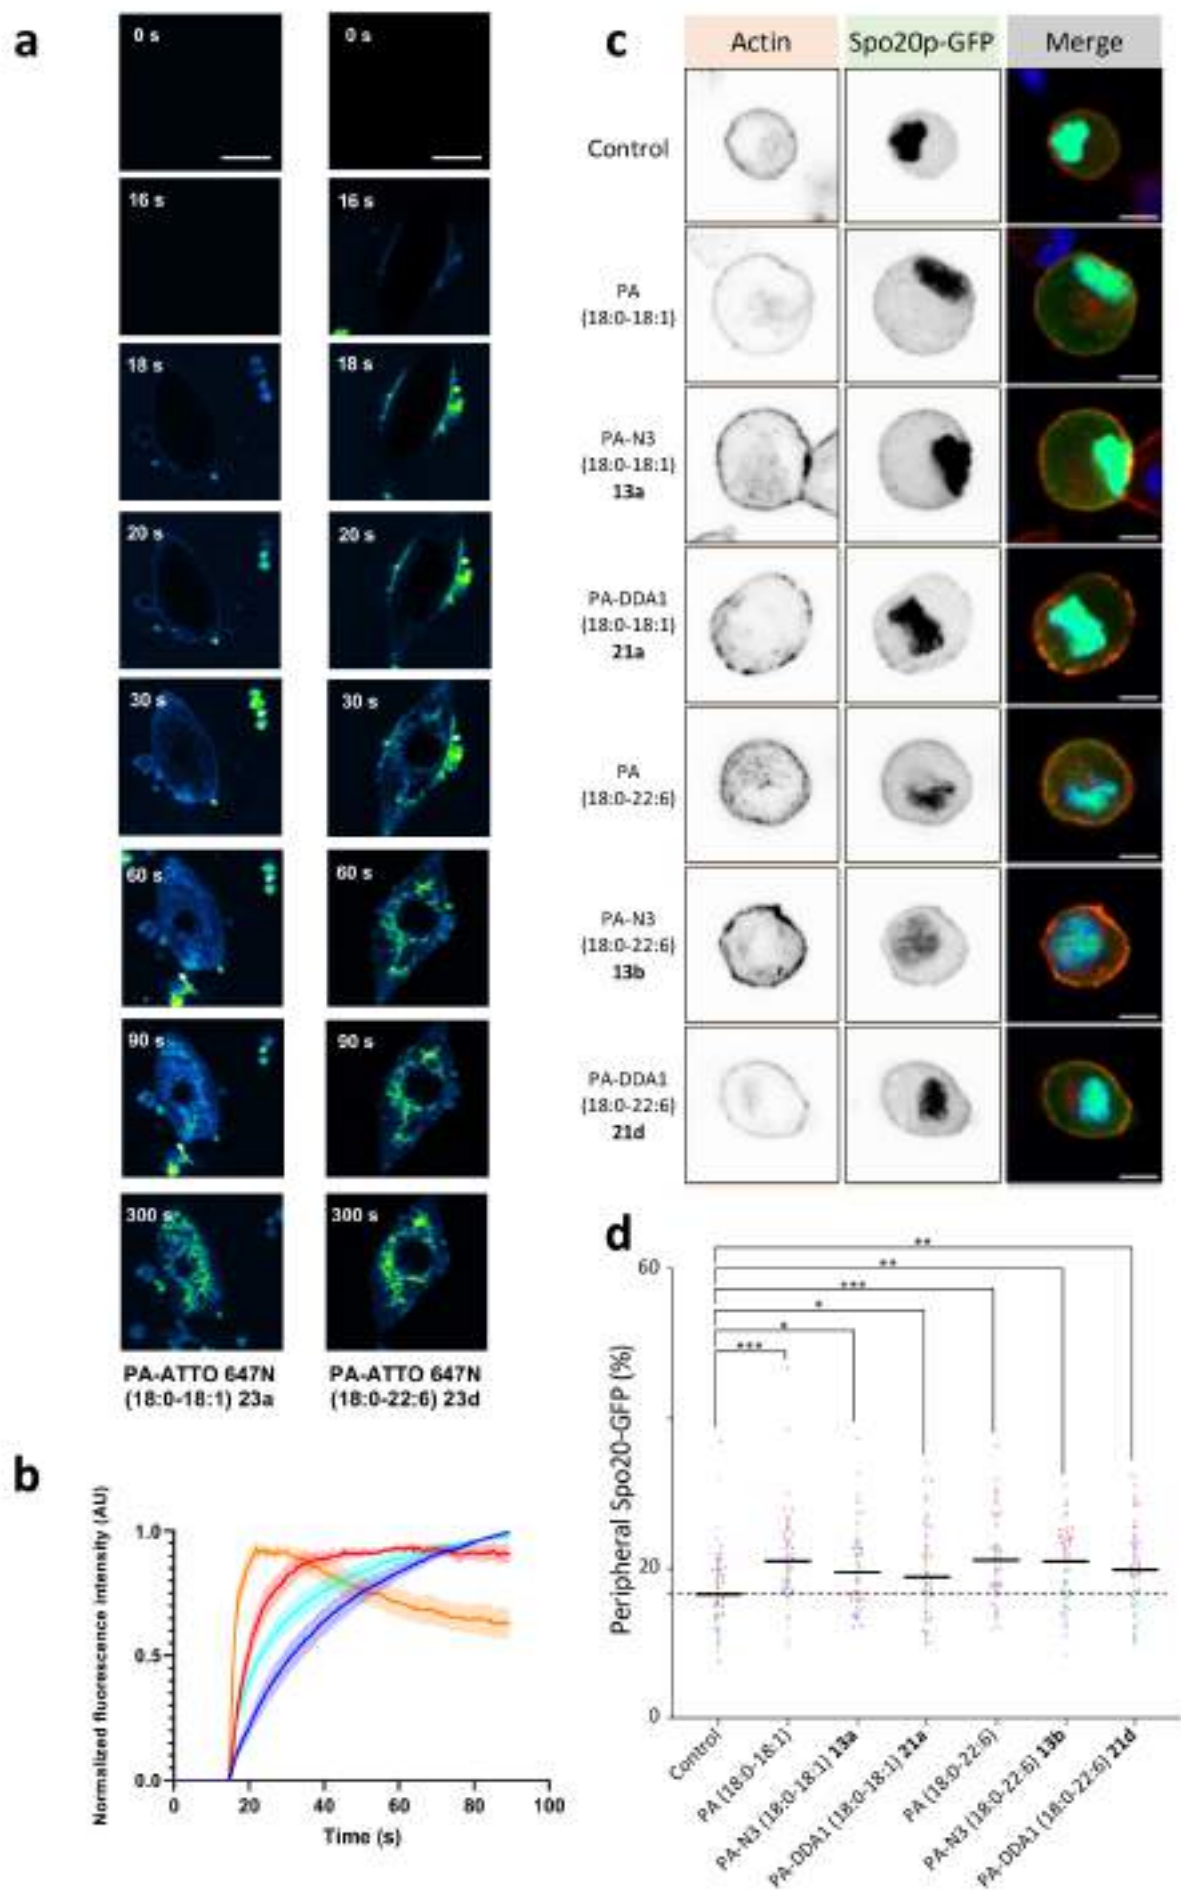 a
0 s
0 s
16 s
16 s
18 s
18 s
20 s
20 s
30 s
30 s
60 s
60 s
90 s
90 s
300 s
300 s
PA-ATTO 647N
(18:0-18:1) 23a
PA-ATTO 647N
(18:0-22:6) 23d
b
Normalized fluorescence intensity (AU)
1.0
0.5
0.0
0 20 40 60 80 100
Time (s)
c
Actin Spo20p-GFP Merge
Control
PA
(18:0-18:1)
PA-N3
(18:0-18:1)
13a
PA-DDA1
(18:0-18:1)
21a
PA
(18:0-22:6)
PA-N3
(18:0-22:6)
13b
PA-DDA1
(18:0-22:6)
21d
d
Peripheral Spo20-GFP (%)
60
20
0
**
**
***
*
*
***
Control
PA (18:0-18:1)
PA-N3 (18:0-18:1) 13a
PA-DDA1 (18:0-18:1) 21a
PA (18:0-22:6)
PA-N3 (18:0-22:6) 13b
PA-DDA1 (18:0-22:6) 21d